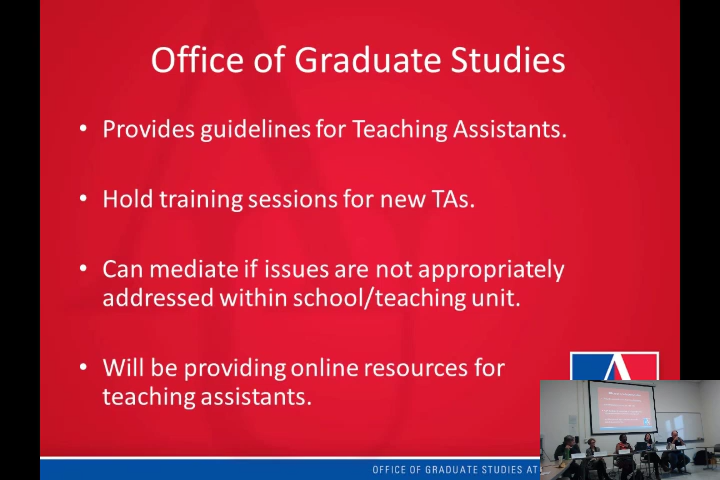 Office of Graduate Studies
• Provides guidelines for Teaching Assistants.
• Hold training sessions for new TAs.
• Can mediate if issues are not appropriately
addressed within school/teaching unit.
• Will be providing online resources for
teaching assistants.
OFFICE OF GRADUATE STUDIES AT